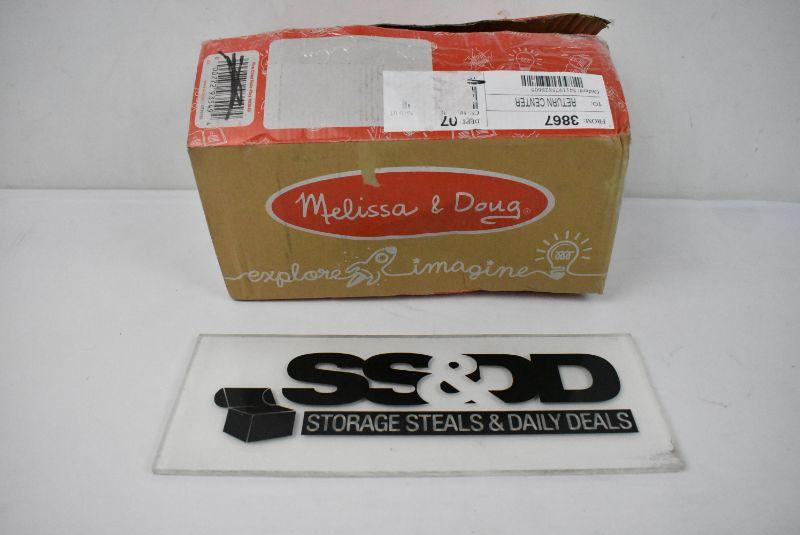 FROM: 3867
TO: RETURN CENTER
DEPT 07
Melissa & Doug®
explore imagine
SS&DD
STORAGE STEALS & DAILY DEALS